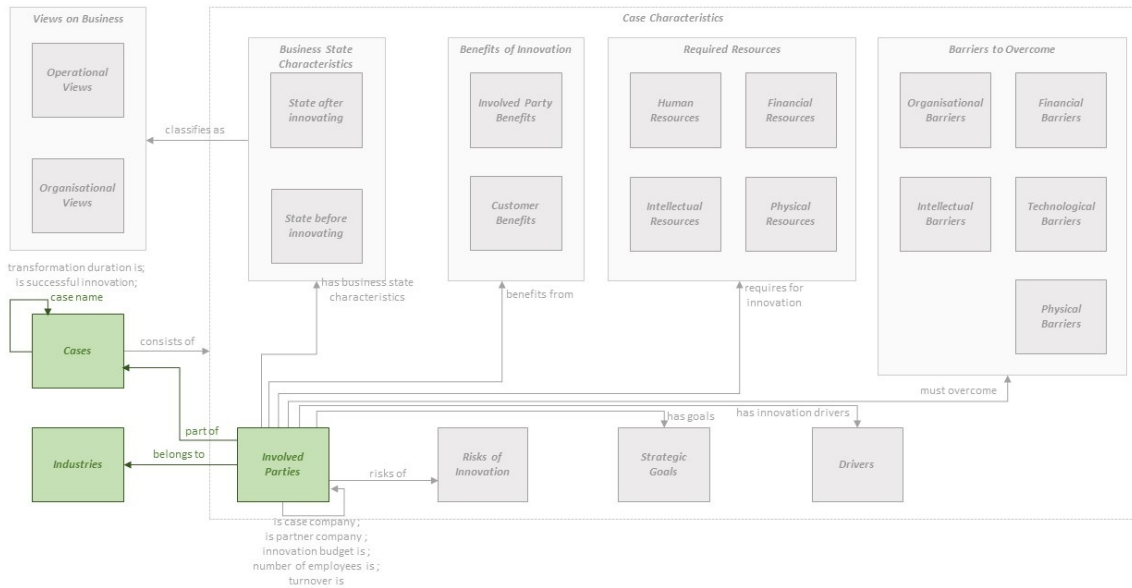 Views on Business
Case Characteristics
Business State
Characteristics
Benefits of Innovation
Required Resources
Barriers to Overcome
Operational
Views
State after
innovating
Involved Party
Benefits
Human
Resources
Financial
Resources
Organisational
Barriers
Financial
Barriers
classifies as
Organisational
Views
State before
innovating
Customer
Benefits
Intellectual
Resources
Physical
Resources
Intellectual
Barriers
Technological
Barriers
transformation duration is;
is successful innovation;
case name
has business state
characteristics
benefits from
requires for
innovation
Physical
Barriers
Cases
consists of
must overcome
part of
has goals
has innovation drivers
Industries
belongs to
Involved
Parties
risks of
Risks of
Innovation
Strategic
Goals
Drivers
is case company ;
is partner company ;
innovation budget is ;
number of employees is ;
turnover is